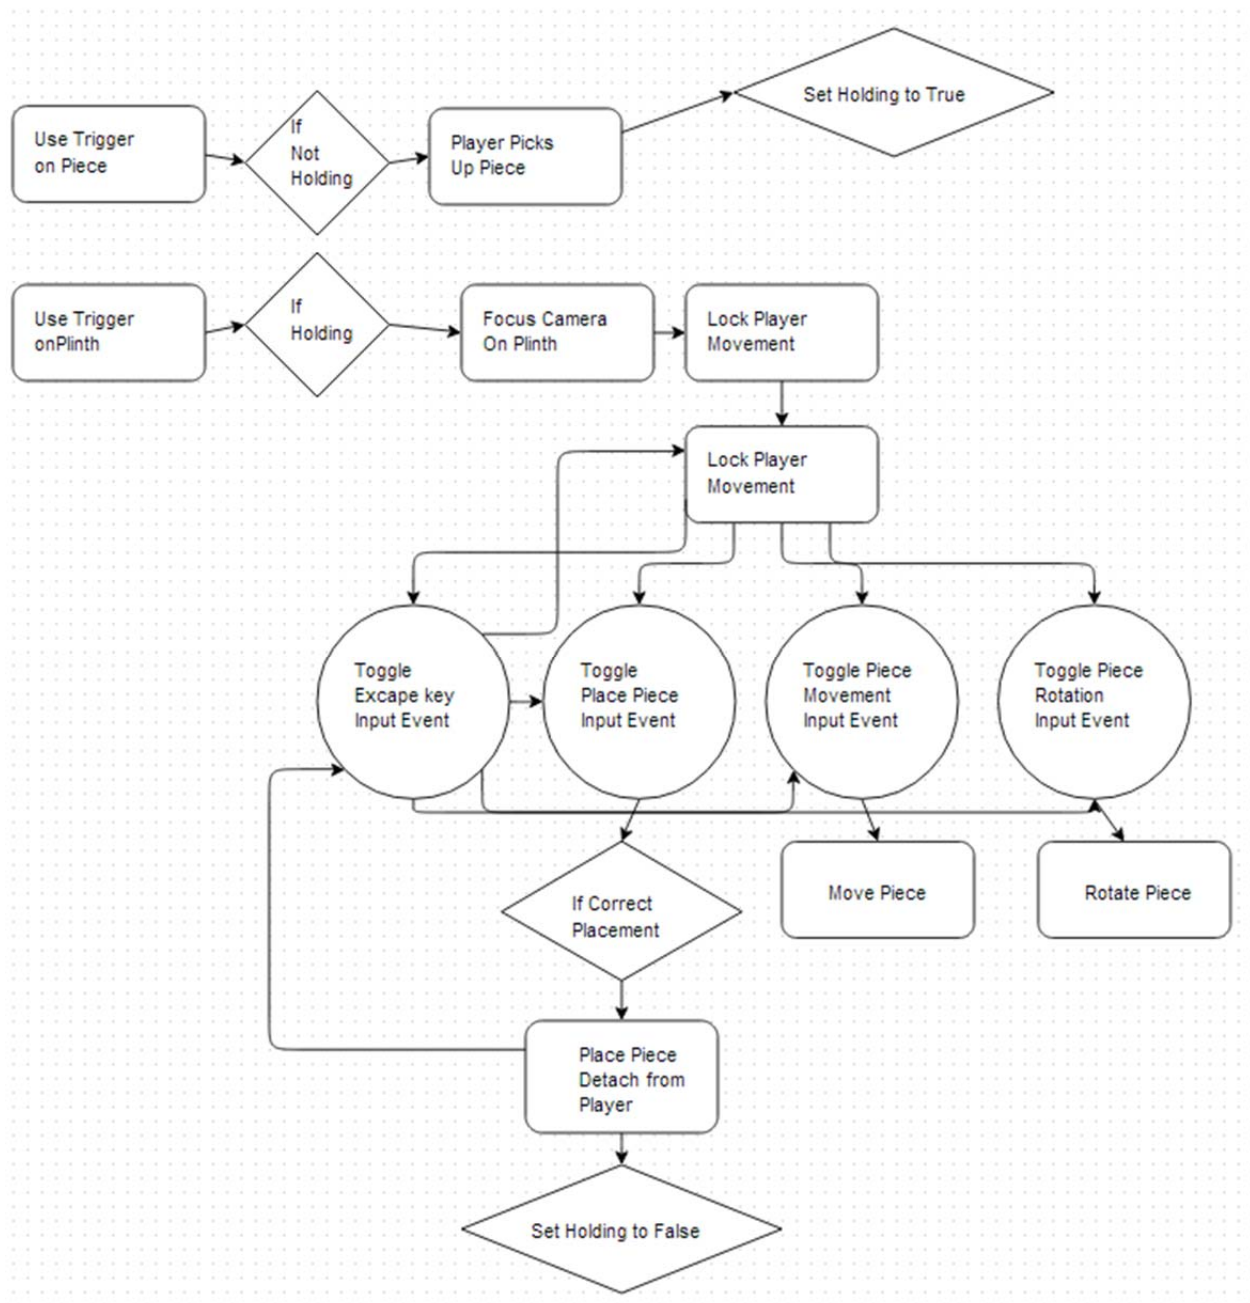 Set Holding to True
Use Trigger
on Piece
If
Not
Holding
Player Picks
Up Piece
Use Trigger
onPlinth
If
Holding
Focus Camera
On Plinth
Lock Player
Movement
Lock Player
Movement
Toggle
Excape key
Input Event
Toggle
Place Piece
Input Event
Toggle Piece
Movement
Input Event
Toggle Piece
Rotation
Input Event
If Correct
Placement
Move Piece
Rotate Piece
Place Piece
Detach from
Player
Set Holding to False